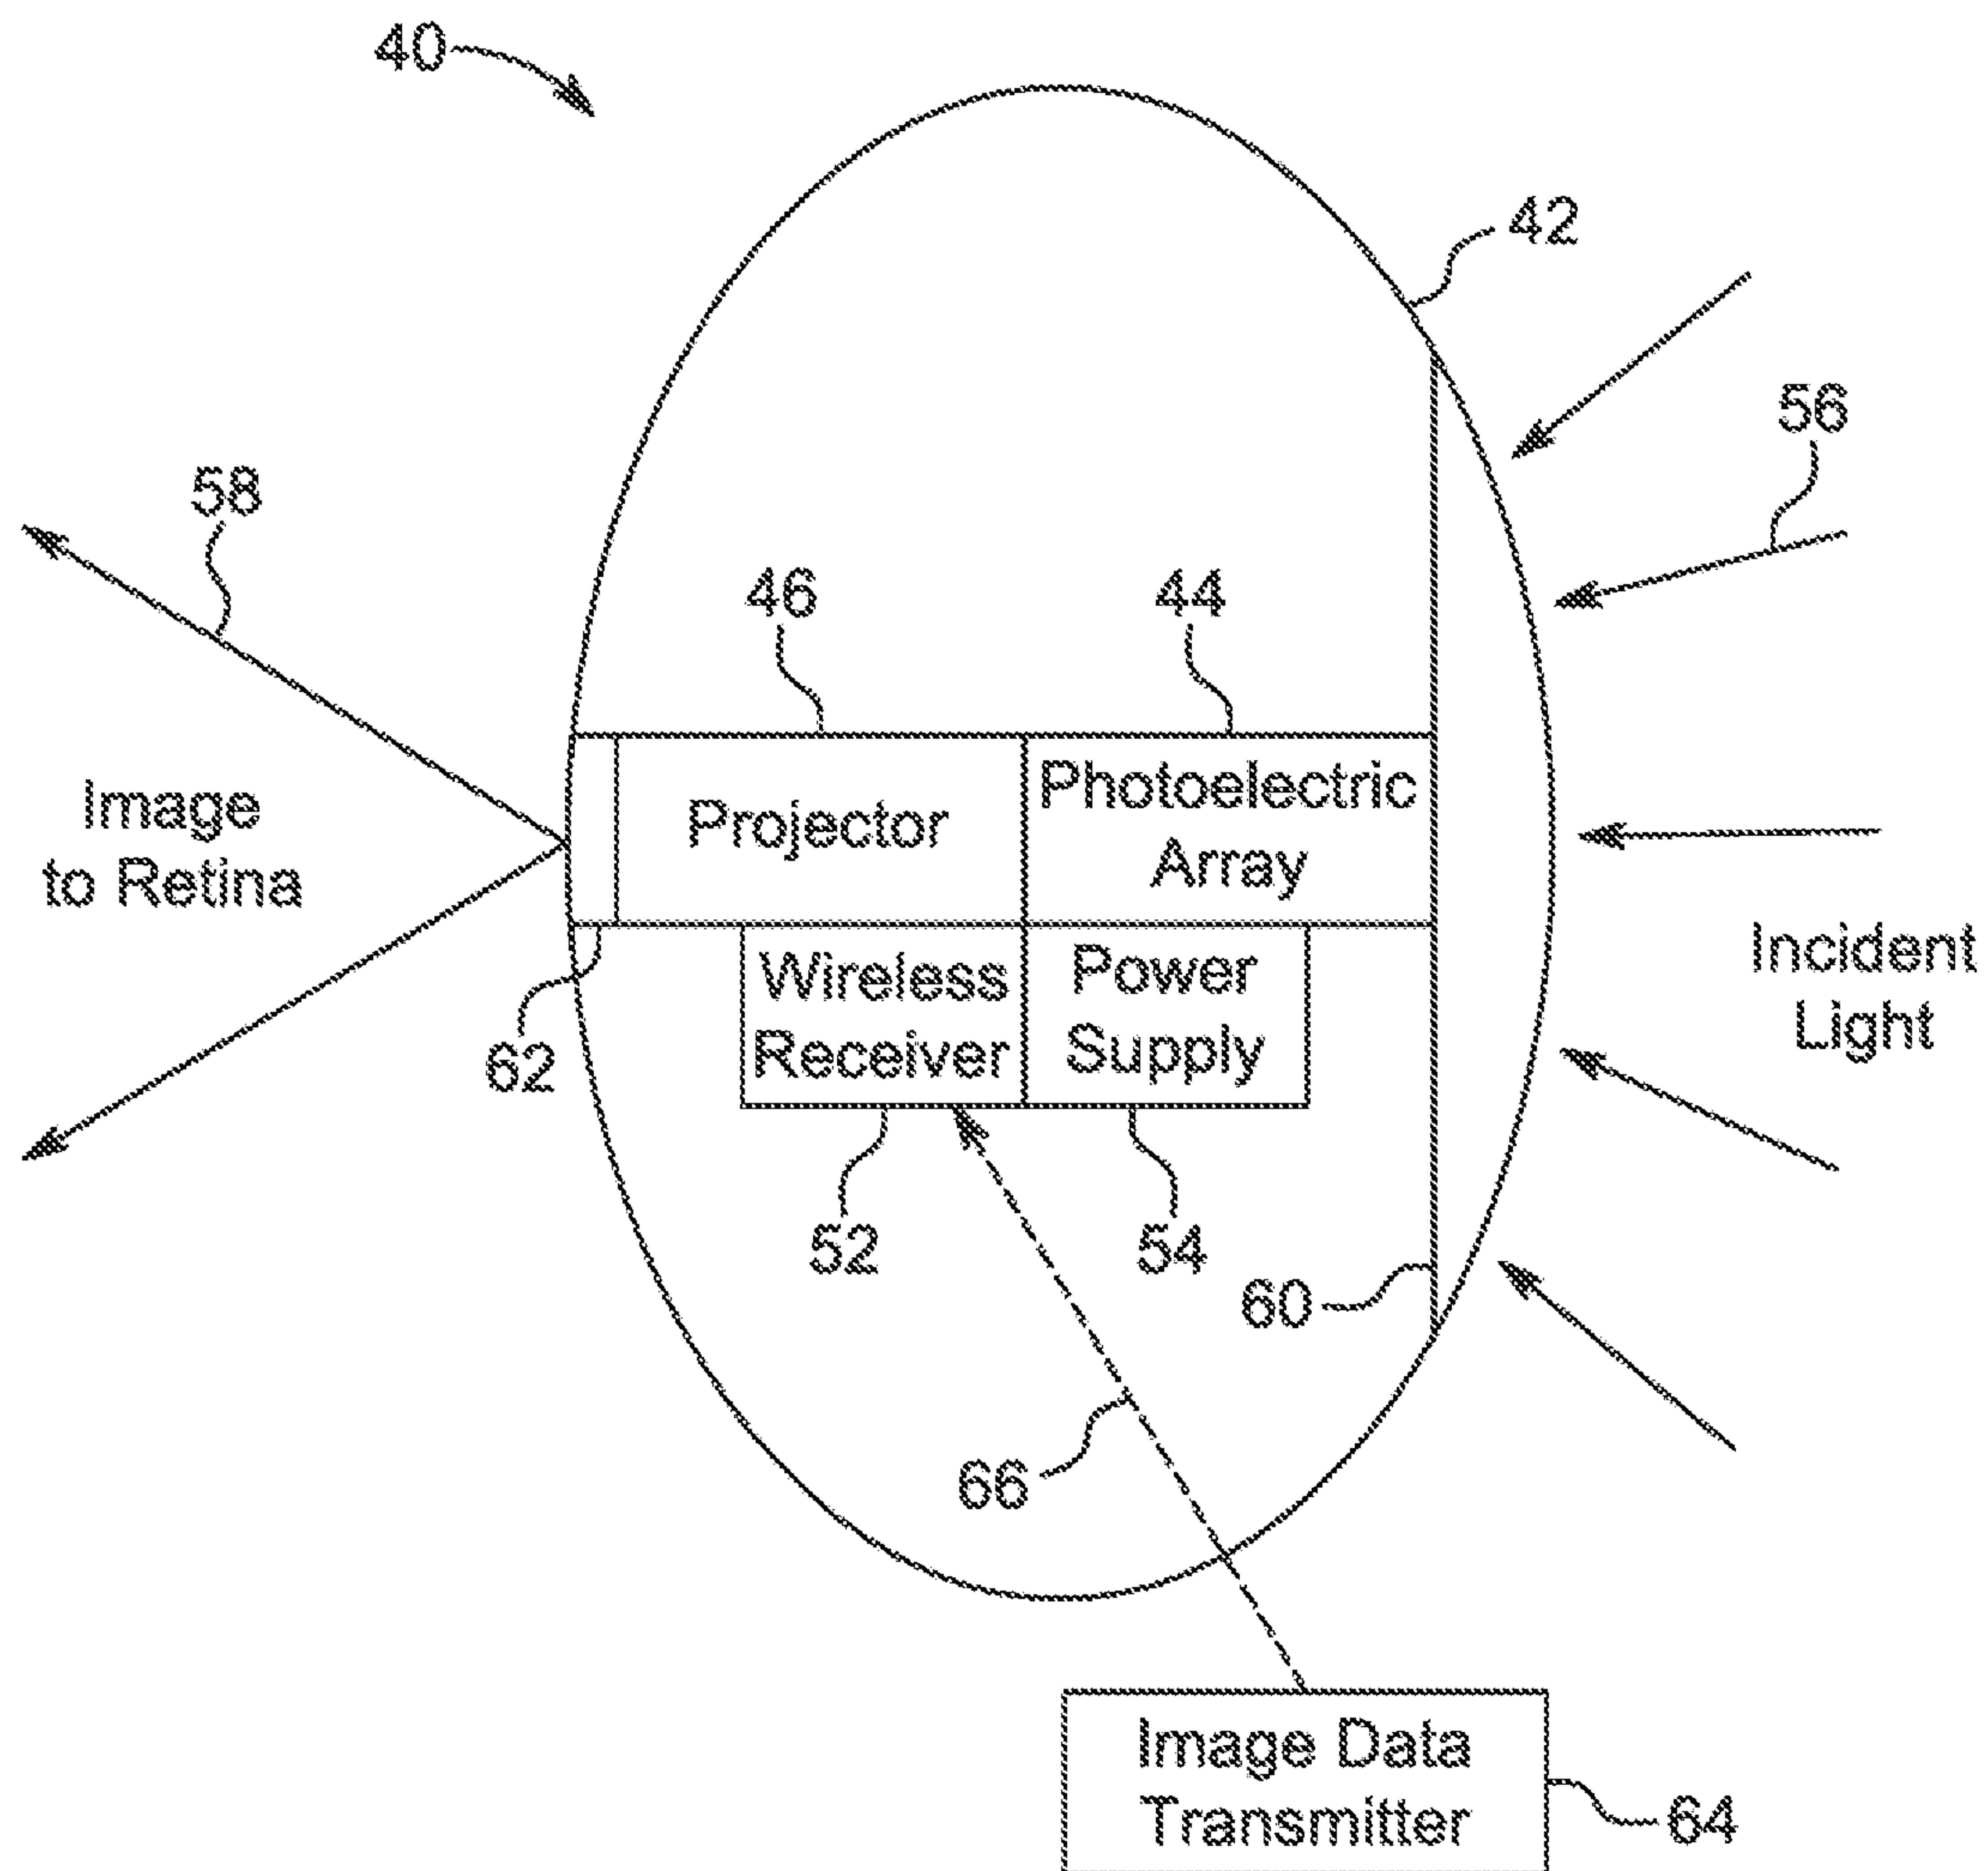 40
42
56
58
46
44
Image
to Retina
Projector
Photoelectric
Array
Incident
Light
Wireless
Receiver
Power
Supply
62
52
54
60
66
Image Data
Transmitter
64